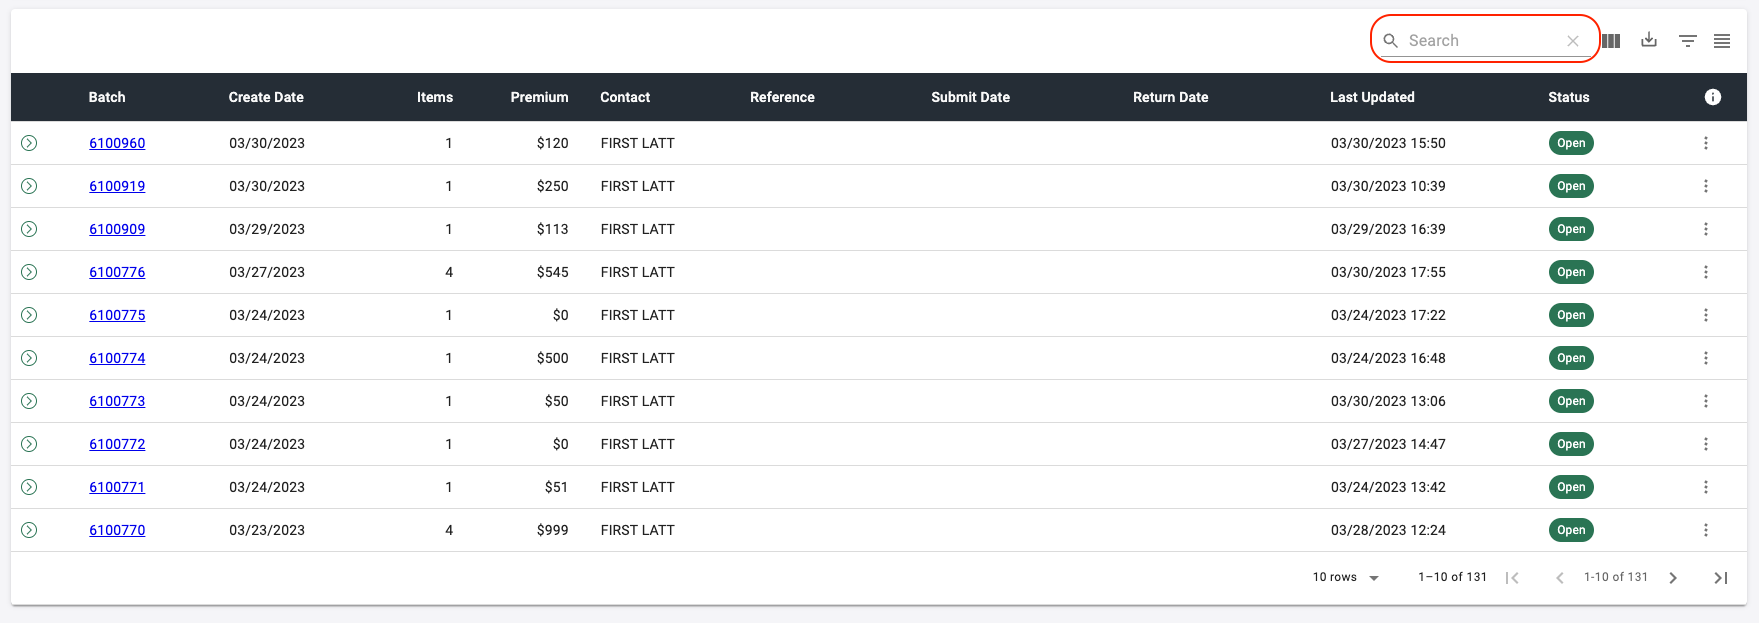 Search
Batch Create Date Items Premium Contact Reference Submit Date Return Date Last Updated Status
6100960 03/30/2023 1 $120 FIRST LATT 03/30/2023 15:50 Open
6100919 03/30/2023 1 $250 FIRST LATT 03/30/2023 10:39 Open
6100909 03/29/2023 1 $113 FIRST LATT 03/29/2023 16:39 Open
6100776 03/27/2023 4 $545 FIRST LATT 03/30/2023 17:55 Open
6100775 03/24/2023 1 $0 FIRST LATT 03/24/2023 17:22 Open
6100774 03/24/2023 1 $500 FIRST LATT 03/24/2023 16:48 Open
6100773 03/24/2023 1 $50 FIRST LATT 03/30/2023 13:06 Open
6100772 03/24/2023 1 $0 FIRST LATT 03/27/2023 14:47 Open
6100771 03/24/2023 1 $51 FIRST LATT 03/24/2023 13:42 Open
6100770 03/23/2023 4 $999 FIRST LATT 03/28/2023 12:24 Open
10 rows 1–10 of 131 1-10 of 131